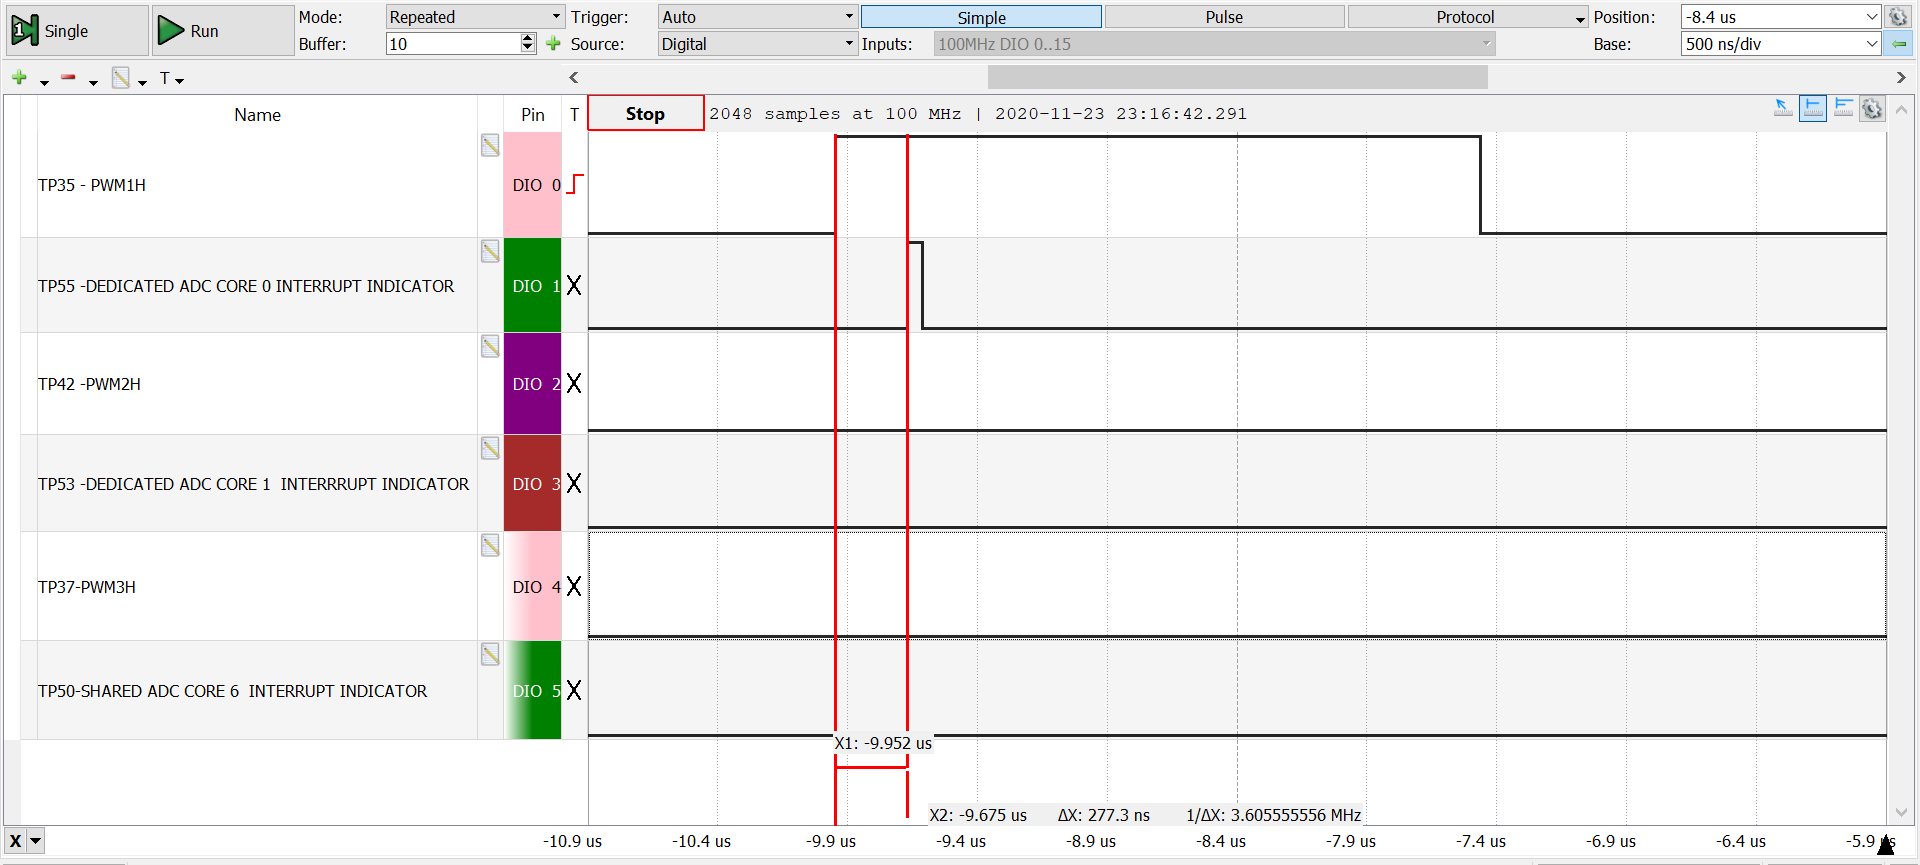 Single
Run
Mode: Repeated Trigger: Auto Simple Pulse Protocol Position: -8.4 us
Buffer: 10 Source: Digital Inputs: 100MHz DIO 0..15 Base: 500 ns/div
T
Name Pin T Stop 2048 samples at 100 MHz | 2020-11-23 23:16:42.291
TP35 - PWM1H DIO 0
TP55 -DEDICATED ADC CORE 0 INTERRUPT INDICATOR DIO 1 X
TP42 -PWM2H DIO 2 X
TP53 -DEDICATED ADC CORE 1  INTERRRUPT INDICATOR DIO 3 X
TP37-PWM3H DIO 4 X
TP50-SHARED ADC CORE 6  INTERRUPT INDICATOR DIO 5 X
X1: -9.952 us
X2: -9.675 us ΔX: 277.3 ns 1/ΔX: 3.605555556 MHz
X -10.9 us -10.4 us -9.9 us -9.4 us -8.9 us -8.4 us -7.9 us -7.4 us -6.9 us -6.4 us -5.9 us